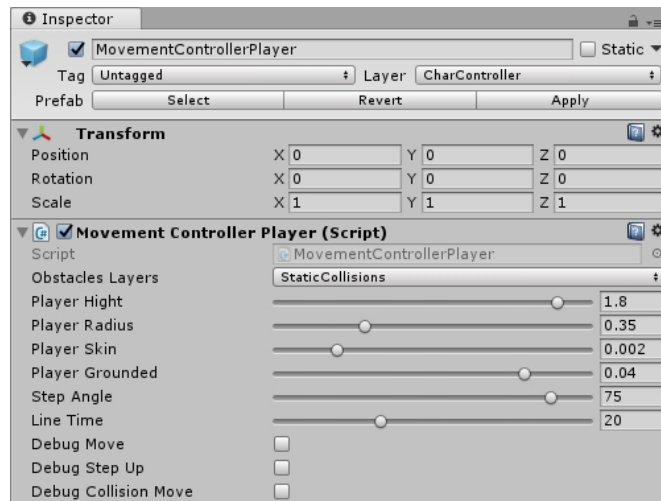 Inspector
MovementControllerPlayer Static
Tag Untagged Layer CharController
Prefab Select Revert Apply
Transform
Position X 0 Y 0 Z 0
Rotation X 0 Y 0 Z 0
Scale X 1 Y 1 Z 1
Movement Controller Player (Script)
Script MovementControllerPlayer
Obstacles Layers StaticCollisions
Player Hight 1.8
Player Radius 0.35
Player Skin 0.002
Player Grounded 0.04
Step Angle 75
Line Time 20
Debug Move
Debug Step Up
Debug Collision Move